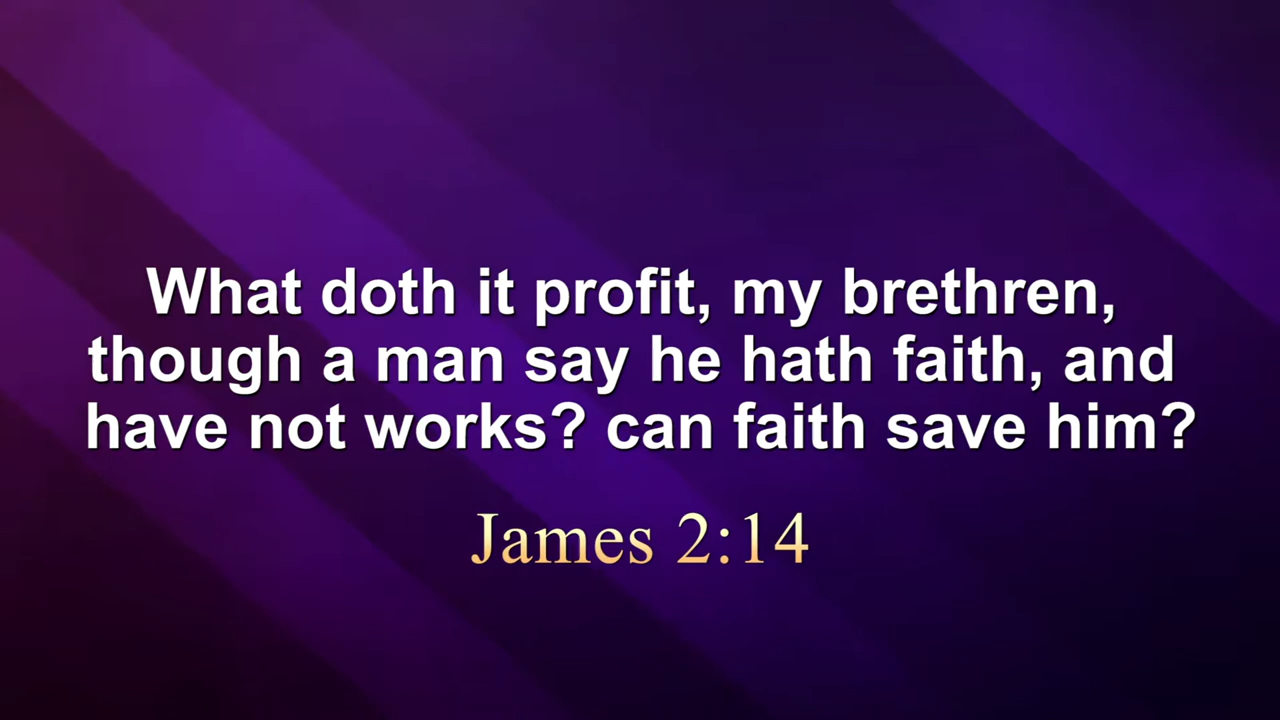 What doth it profit, my brethren,
though a man say he hath faith, and
have not works? can faith save him?
James 2:14